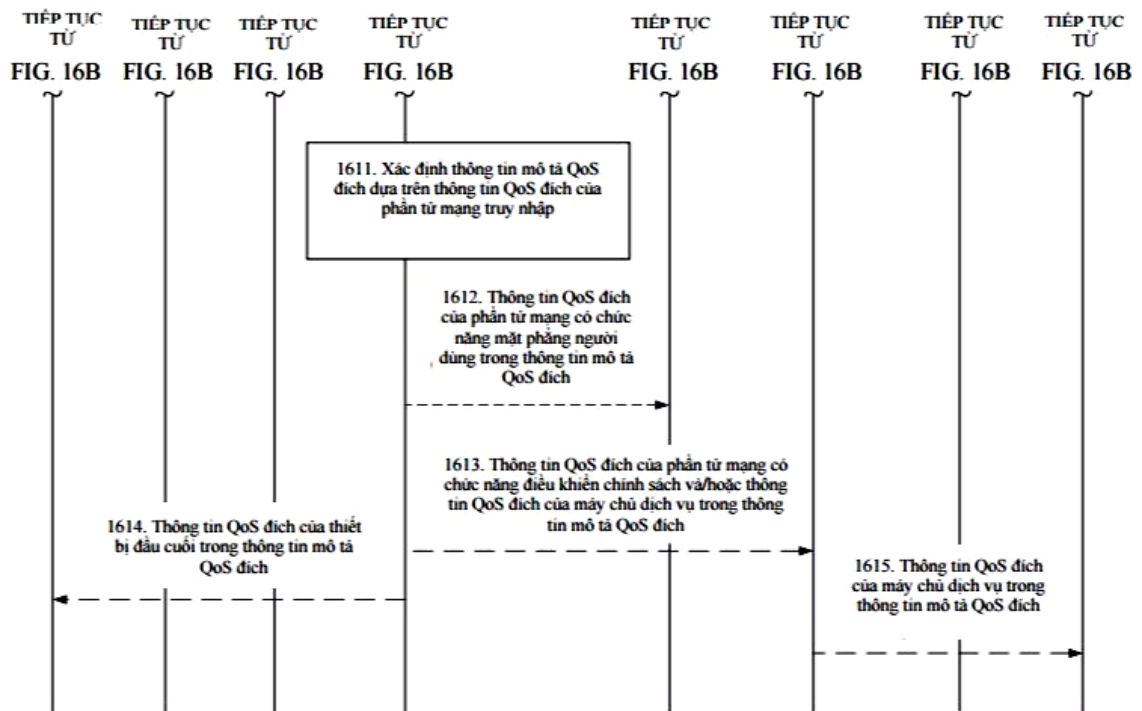 TIẾP TỤC
TỪ
FIG. 16B
TIẾP TỤC
TỪ
FIG. 16B
TIẾP TỤC
TỪ
FIG. 16B
TIẾP TỤC
TỪ
FIG. 16B
TIẾP TỤC
TỪ
FIG. 16B
TIẾP TỤC
TỪ
FIG. 16B
TIẾP TỤC
TỪ
FIG. 16B
TIẾP TỤC
TỪ
FIG. 16B
1611. Xác định thông tin mô tả QoS
đích dựa trên thông tin QoS đích của
phần tử mạng truy nhập
1612. Thông tin QoS đích
của phần tử mạng có chức
năng mặt phẳng người
dùng trong thông tin mô tả
QoS đích
1613. Thông tin QoS đích của phần tử mạng có
chức năng điều khiển chính sách và/hoặc thông
tin QoS đích của máy chủ dịch vụ trong thông
tin mô tả QoS đích
1614. Thông tin QoS đích của thiết
bị đầu cuối trong thông tin mô tả
QoS đích
1615. Thông tin QoS đích
của máy chủ dịch vụ trong
thông tin mô tả QoS đích